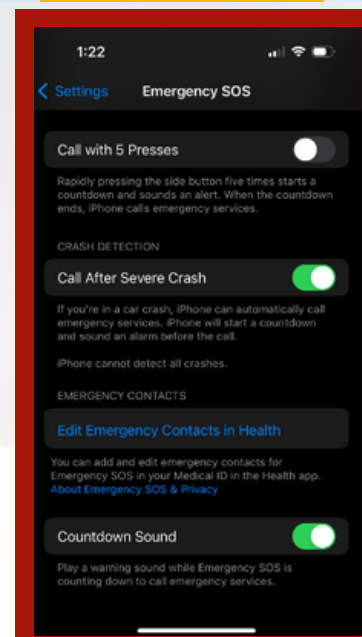 1:22
Settings
Emergency SOS
Call with 5 Presses
Rapidly pressing the side button five times starts a
countdown and sounds an alert. When the countdown
ends, iPhone calls emergency services.
CRASH DETECTION
Call After Severe Crash
If you're in a car crash, iPhone can automatically call
emergency services. iPhone will start a countdown
and sound an alarm before the call.
iPhone cannot detect all crashes.
EMERGENCY CONTACTS
Edit Emergency Contacts in Health
You can add and edit emergency contacts for
Emergency SOS in your Medical ID in the Health app.
About Emergency SOS & Privacy
Countdown Sound
Play a warning sound while Emergency SOS is
counting down to call emergency services.